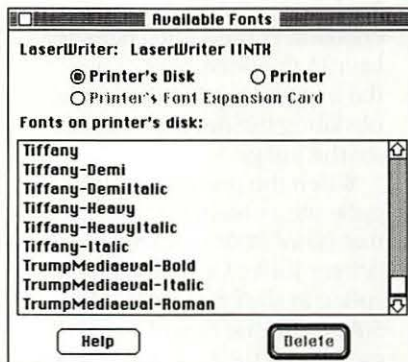 Available Fonts
LaserWriter: LaserWriter IINTX
Printer's Disk Printer
Printer's Font Expansion Card
Fonts on printer's disk:
Tiffany
Tiffany-Demi
Tiffany-DemiItalic
Tiffany-Heavy
Tiffany-HeavyItalic
Tiffany-Italic
TrumpMediaeval-Bold
TrumpMediaeval-Italic
TrumpMediaeval-Roman
Help Delete